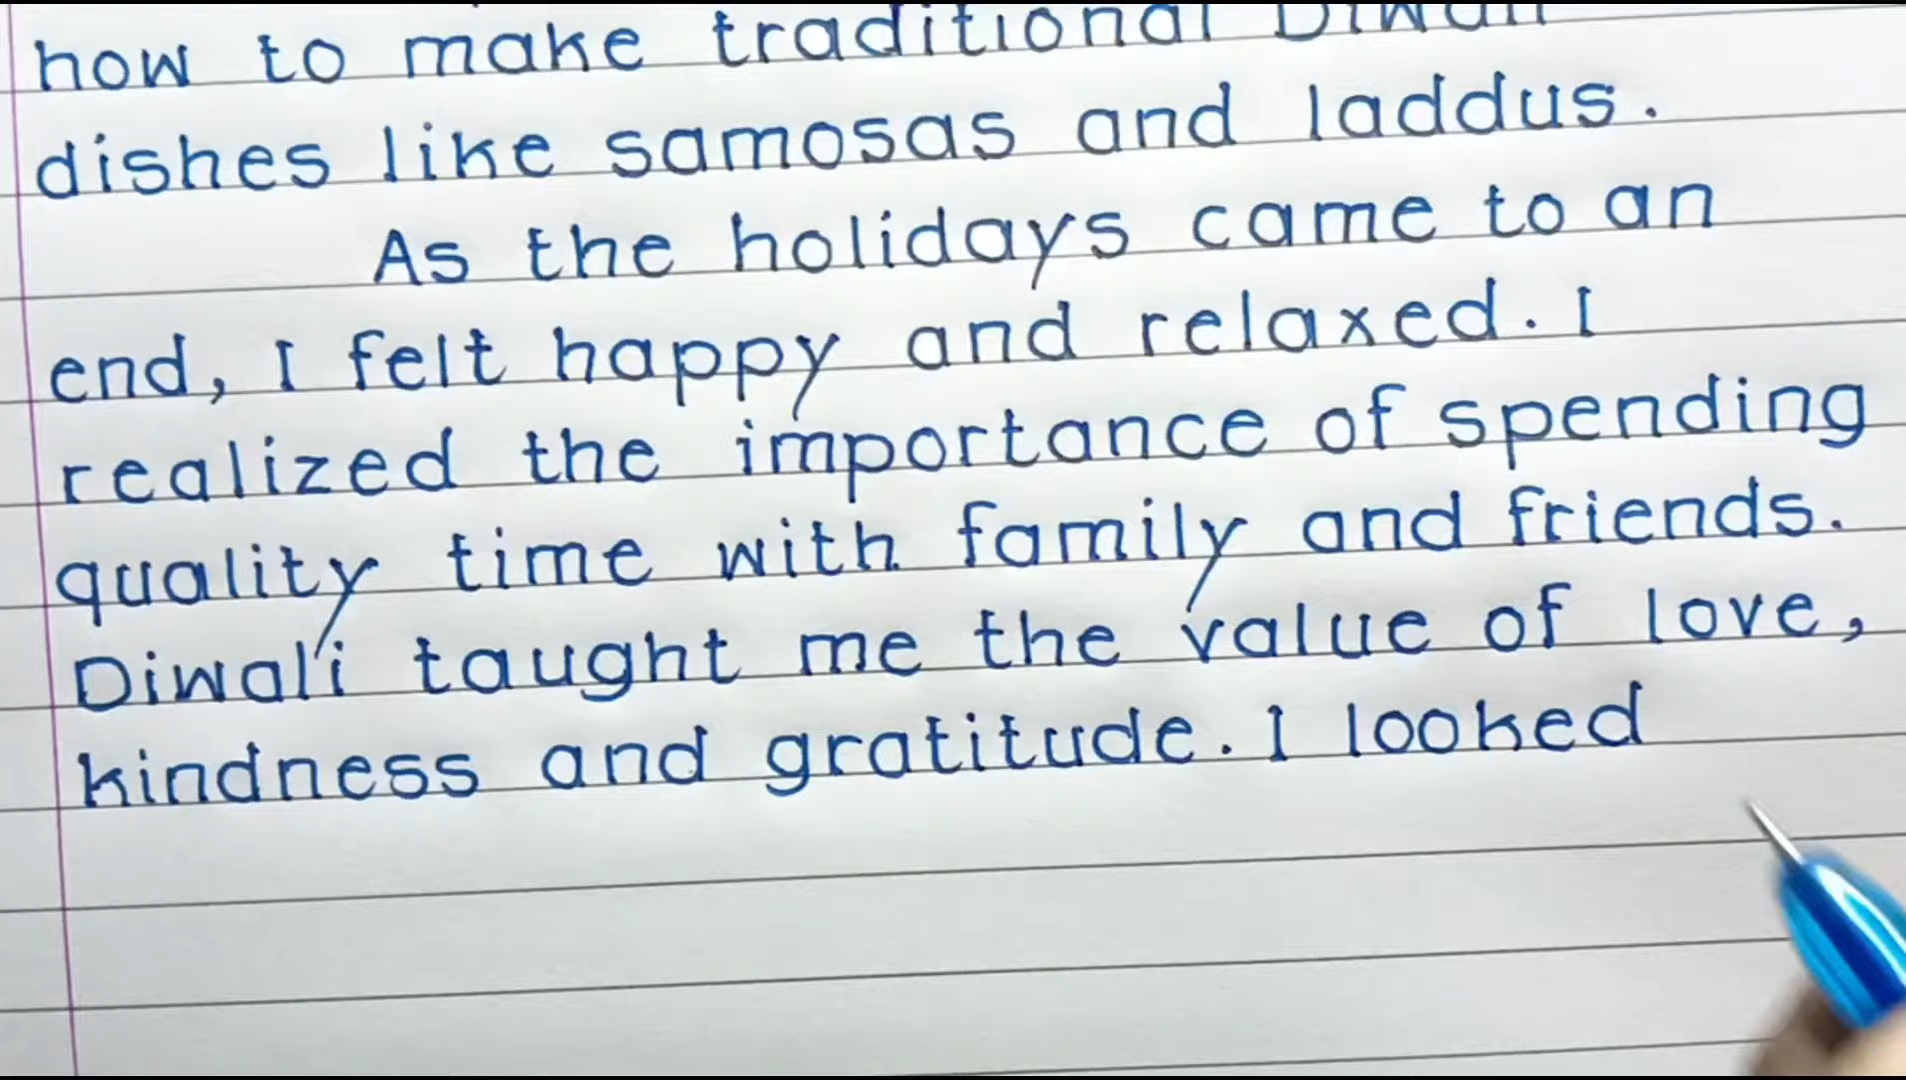 how to make traditional Diwali
dishes like samosas and laddus.
As the holidays came to an
end, I felt happy and relaxed. I
realized the importance of spending
quality time with family and friends.
Diwali taught me the value of love,
kindness and gratitude. I looked